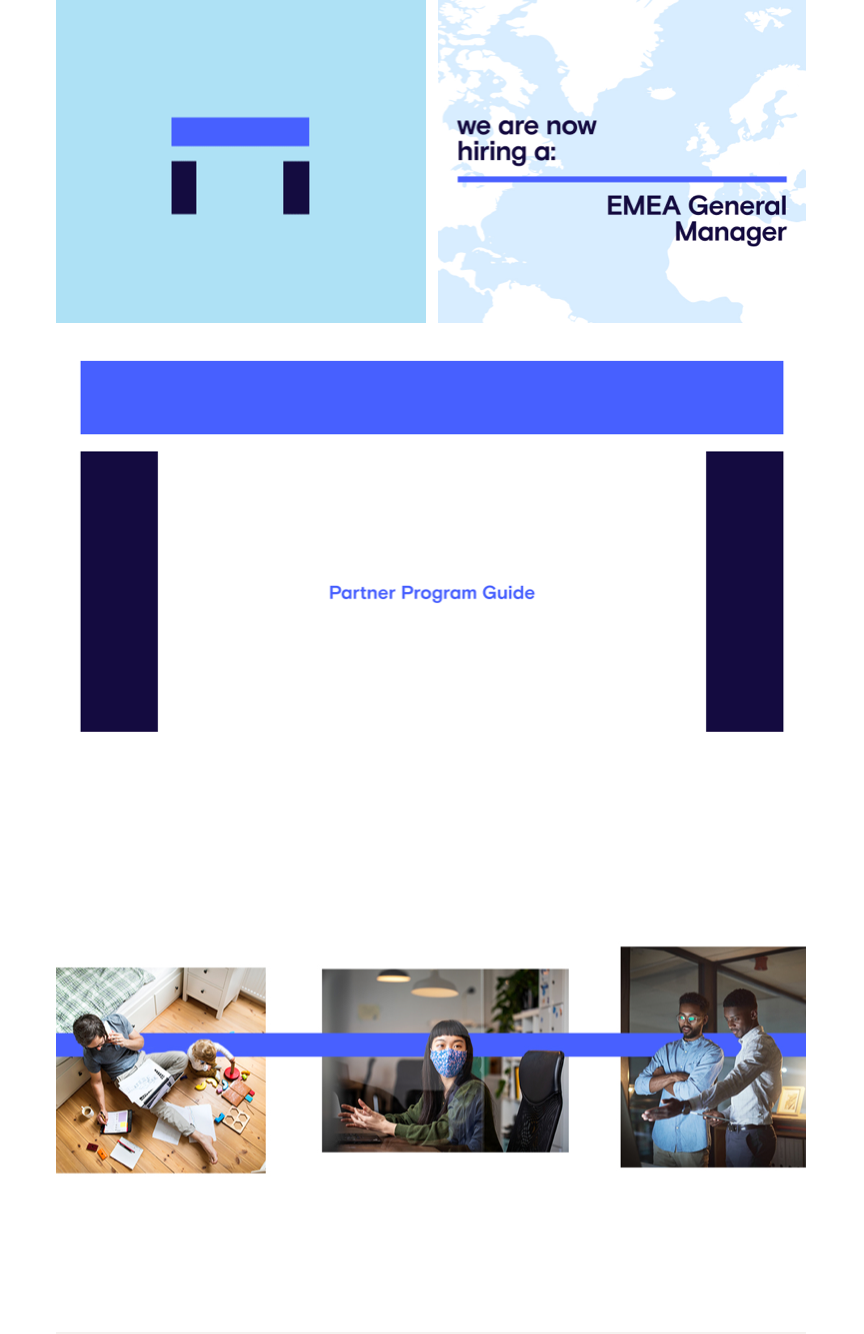 we are now
hiring a:
EMEA General
Manager
Partner Program Guide